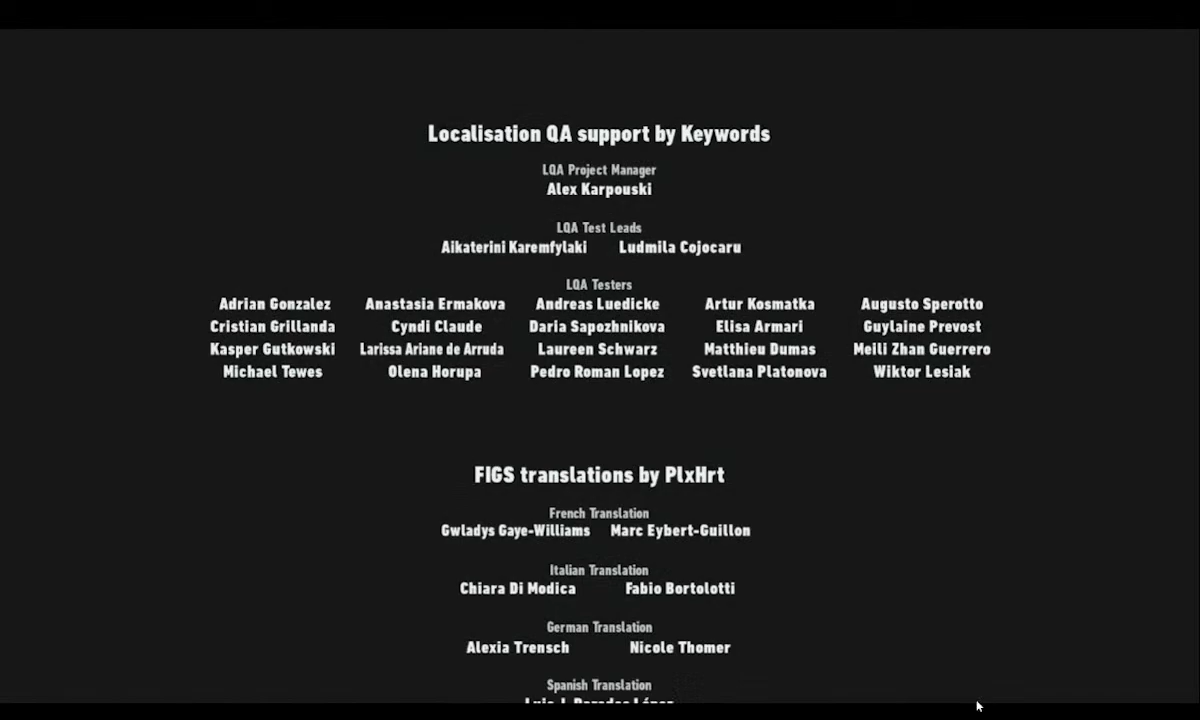 Localisation QA support by Keywords
LQA Project Manager
Alex Karpouski
LQA Test Leads
Aikaterini Karemfylaki Ludmila Cojocaru
LQA Testers
Adrian Gonzalez Anastasia Ermakova Andreas Luedicke Artur Kosmatka Augusto Sperotto
Cristian Grillanda Cyndi Claude Daria Sapozhnikova Elisa Armari Guylaine Prevost
Kasper Gutkowski Larissa Ariane de Arruda Laureen Schwarz Matthieu Dumas Meili Zhan Guerrero
Michael Tewes Olena Horupa Pedro Roman Lopez Svetlana Platonova Wiktor Lesiak
FIGS translations by PlxHrt
French Translation
Gwladys Gaye-Williams Marc Eybert-Guillon
Italian Translation
Chiara Di Modica Fabio Bortolotti
German Translation
Alexia Trensch Nicole Thomer
Spanish Translation